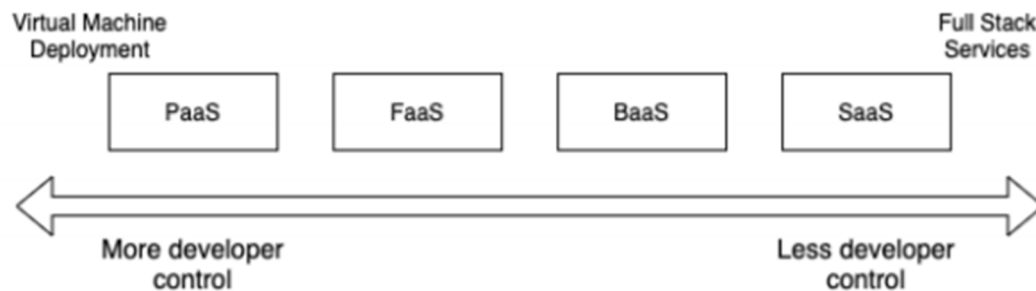 Virtual Machine
Deployment
Full Stack
Services
PaaS
FaaS
BaaS
SaaS
More developer
control
Less developer
control